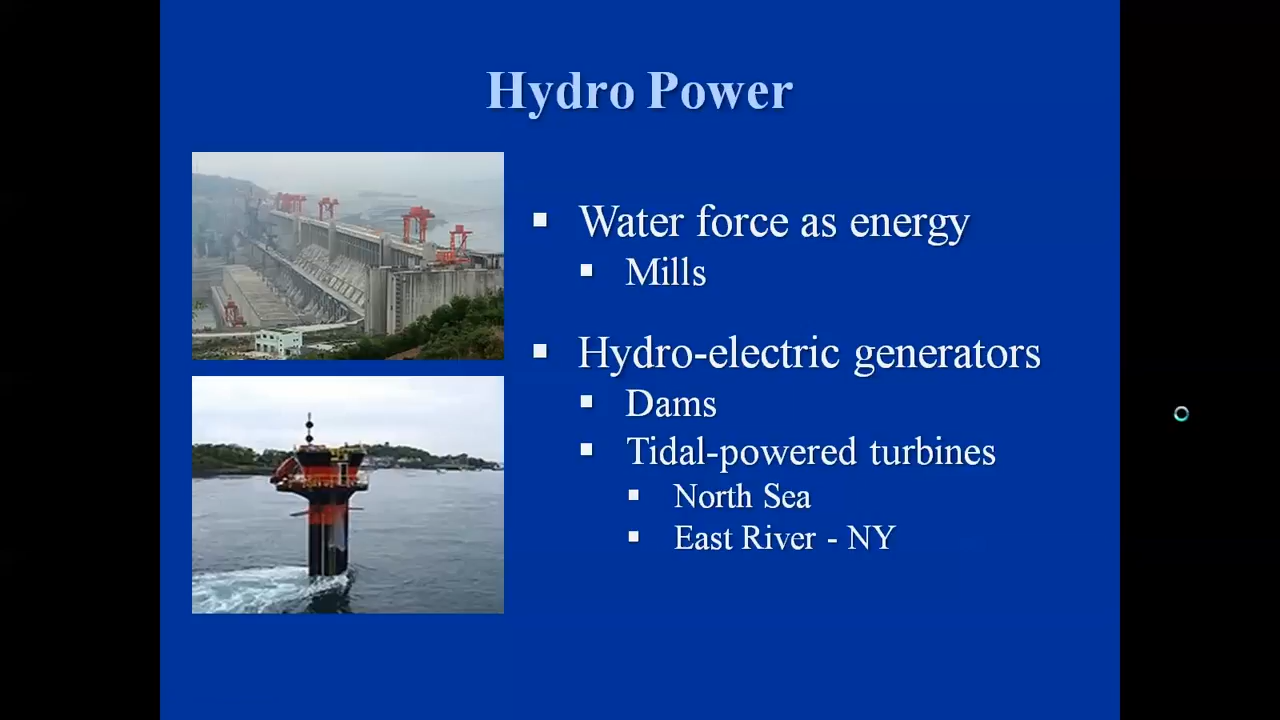 Hydro Power
Water force as energy
Mills
Hydro-electric generators
Dams
Tidal-powered turbines
North Sea
East River - NY